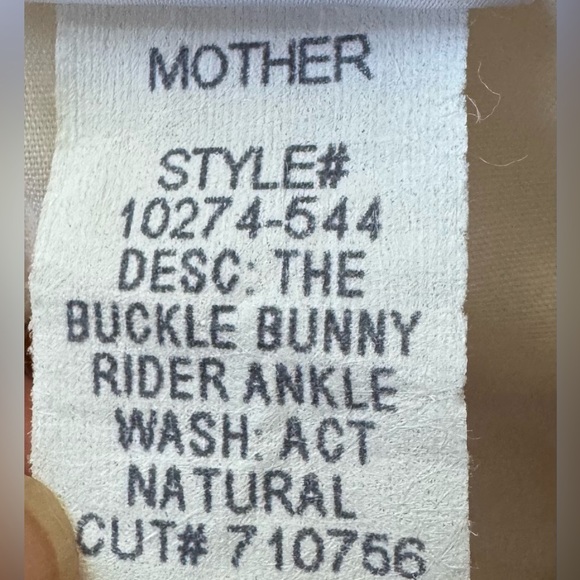 MOTHER
STYLE#
10274-544
DESC: THE
BUCKLE BUNNY
RIDER ANKLE
WASH: ACT
NATURAL
CUT# 710756